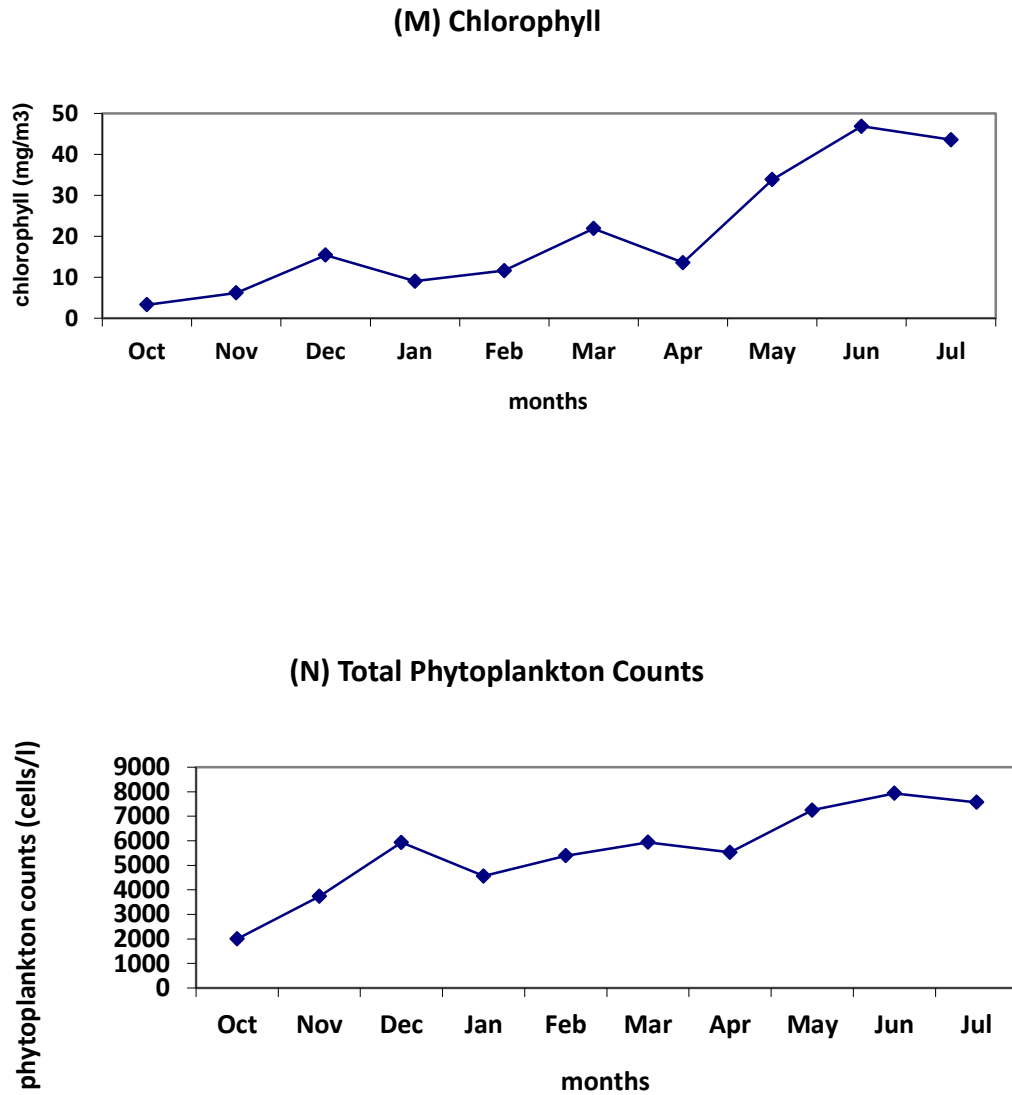 (M) Chlorophyll
chlorophyll (mg/m3)
50
40
30
20
10
0
Oct Nov Dec Jan Feb Mar Apr May Jun Jul
months
(N) Total Phytoplankton Counts
phytoplankton counts (cells/l)
9000
8000
7000
6000
5000
4000
3000
2000
1000
0
Oct Nov Dec Jan Feb Mar Apr May Jun Jul
months